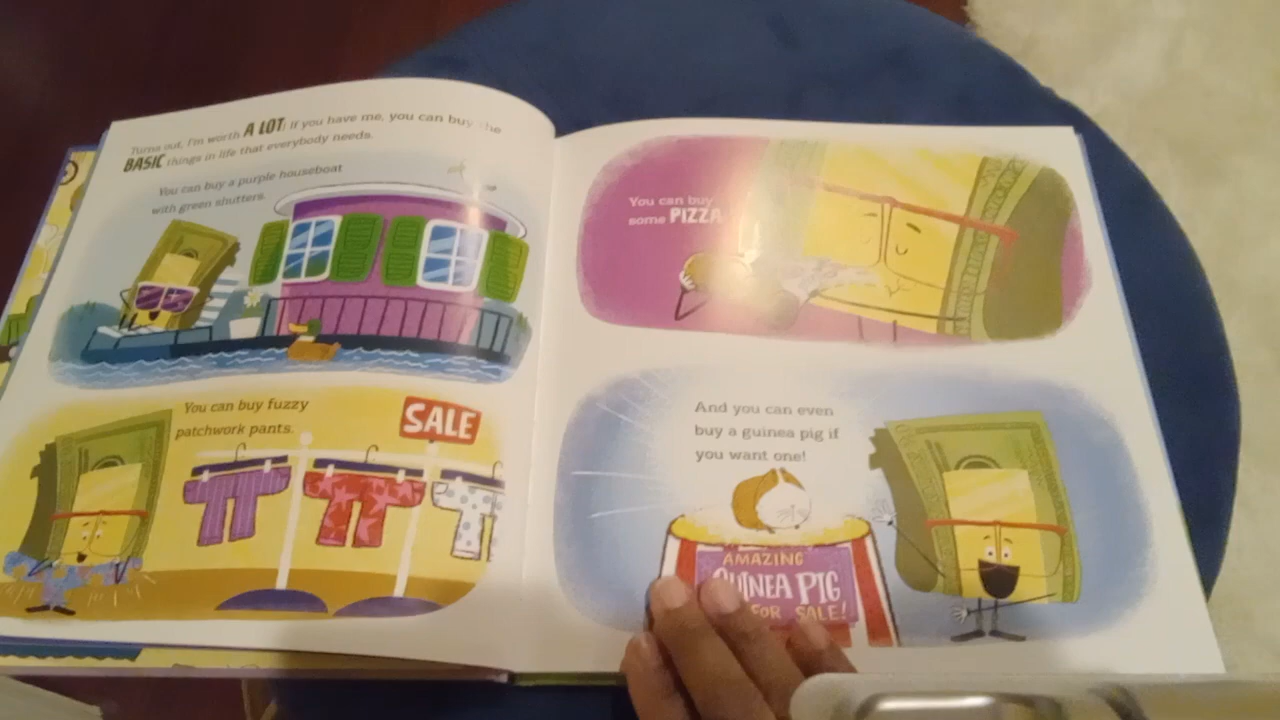 Turns out, I'm worth A LOT! If you have me, you can buy the
BASIC things in life that everybody needs.
You can buy a purple houseboat
with green shutters.
You can buy fuzzy
patchwork pants.
SALE
You can buy
some PIZZA
And you can even
buy a guinea pig if
you want one!
AMAZING
GUINEA PIG
FOR SALE!